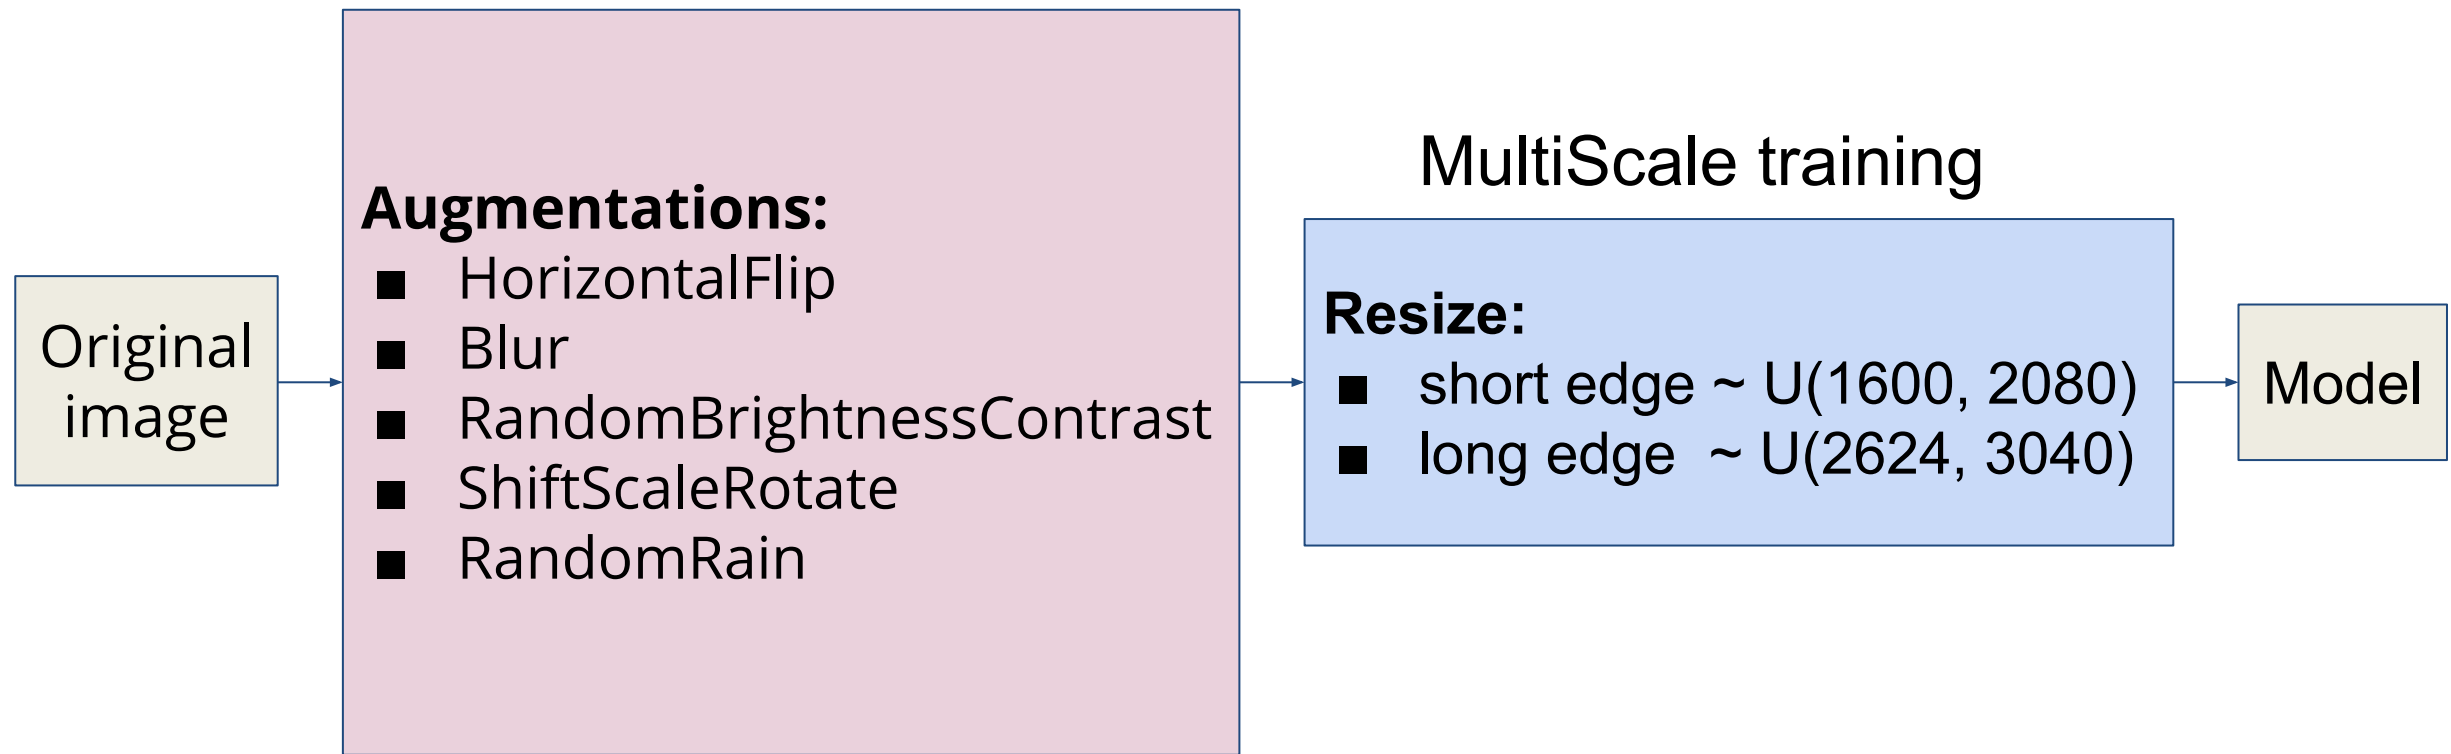 Original
image
Augmentations:
■ HorizontalFlip
■ Blur
■ RandomBrightnessContrast
■ ShiftScaleRotate
■ RandomRain
MultiScale training
Resize:
■ short edge ~ U(1600, 2080)
■ long edge ~ U(2624, 3040)
Model